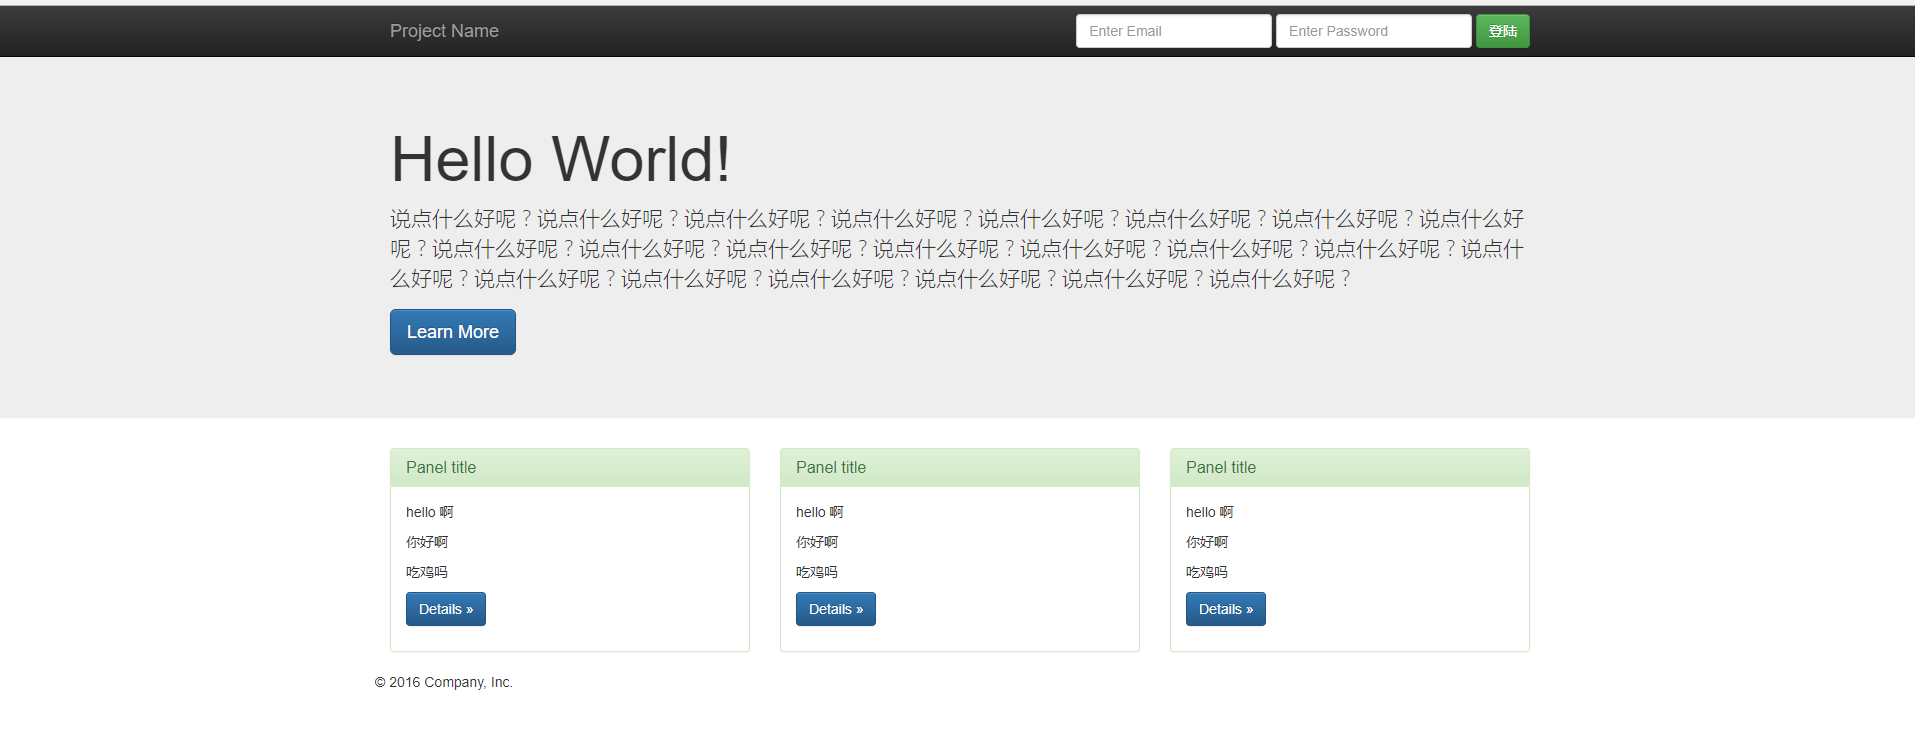 Project Name
Enter Email
Enter Password
登陆
Hello World!
说点什么好呢？说点什么好呢？说点什么好呢？说点什么好呢？说点什么好呢？说点什么好呢？说点什么好呢？说点什么好
呢？说点什么好呢？说点什么好呢？说点什么好呢？说点什么好呢？说点什么好呢？说点什么好呢？说点什么好呢？说点什
么好呢？说点什么好呢？说点什么好呢？说点什么好呢？说点什么好呢？说点什么好呢？说点什么好呢？
Learn More
Panel title
hello 啊
你好啊
吃鸡吗
Details »
Panel title
hello 啊
你好啊
吃鸡吗
Details »
Panel title
hello 啊
你好啊
吃鸡吗
Details »
© 2016 Company, Inc.